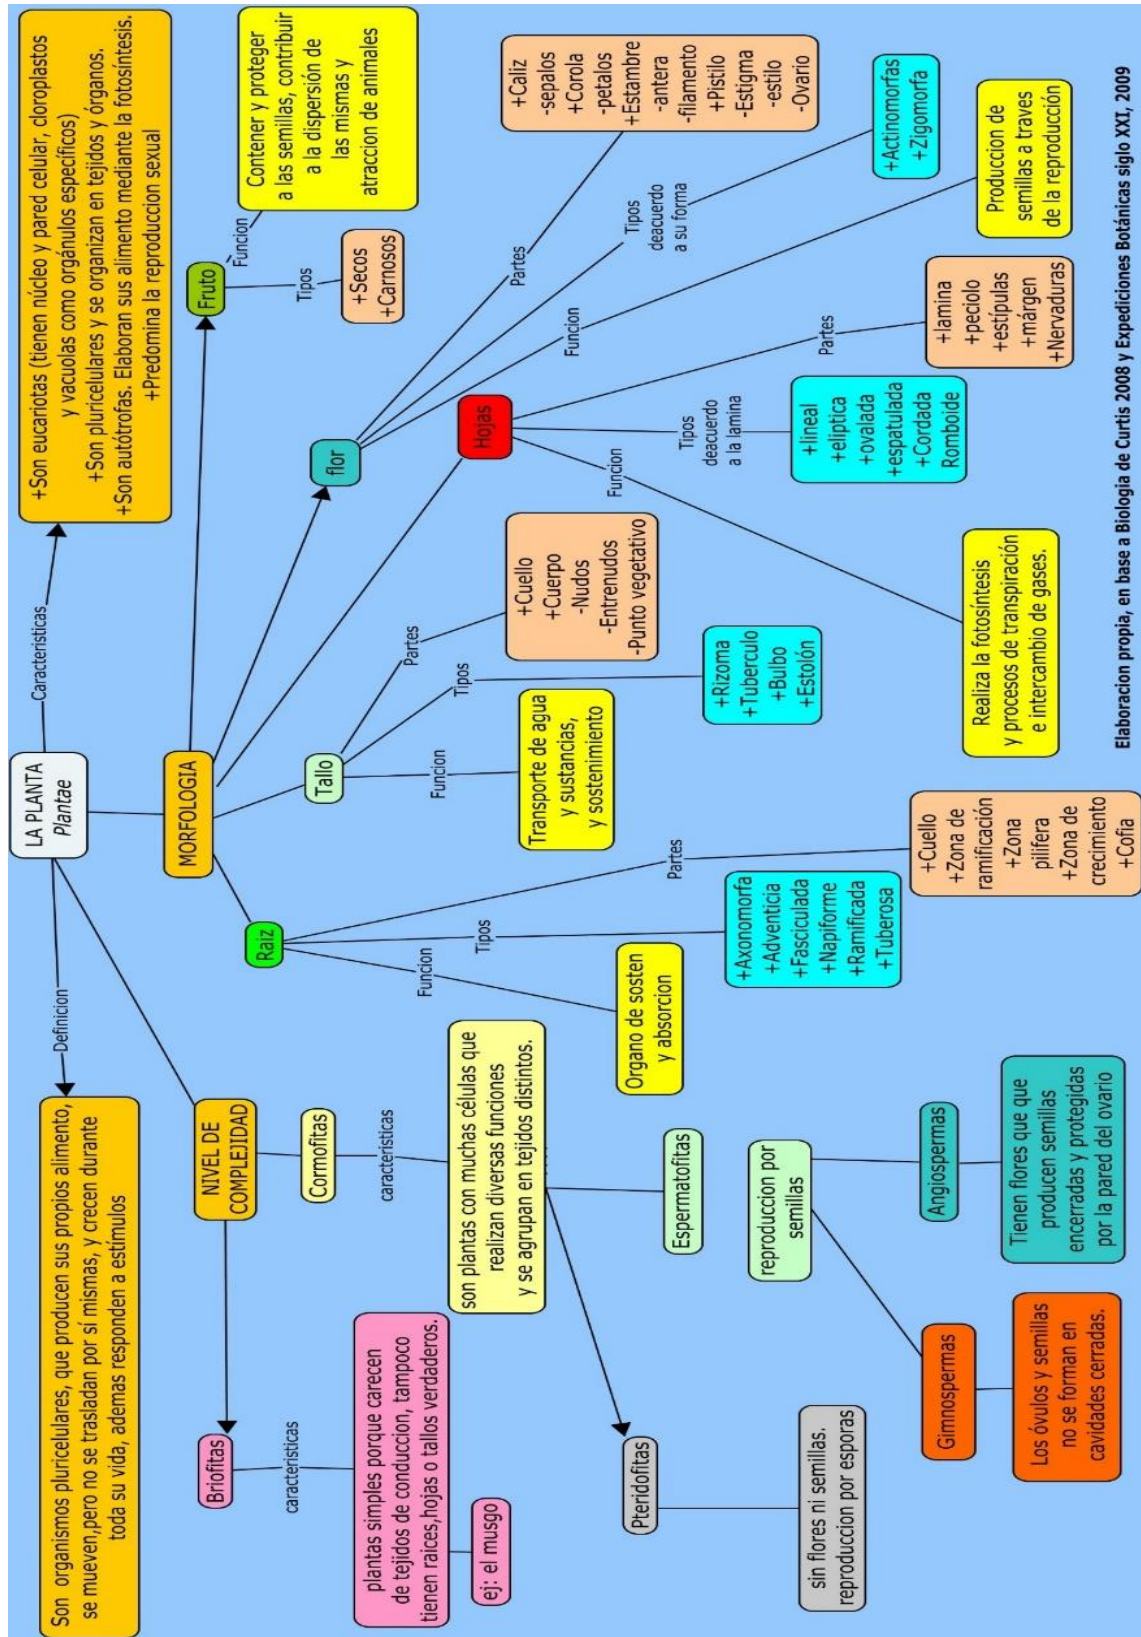 LA PLANTA
Plantae
Definicion
Son organismos pluricelulares, que producen sus propios alimento,
se mueven,pero no se trasladan por sí mismas, y crecen durante
toda su vida, ademas responden a estímulos
Caracteristicas
+Son eucariotas (tienen núcleo y pared celular, cloroplastos
y vacuolas como orgánulos específicos)
+Son pluricelulares y se organizan en tejidos y órganos.
+Son autótrofas. Elaboran sus alimento mediante la fotosíntesis.
+Predomina la reproduccion sexual
NIVEL DE
COMPLEJIDAD
Briofitas
caracteristicas
plantas simples porque carecen
de tejidos de conduccion, tampoco
tienen raices,hojas o tallos verdaderos.
ej: el musgo
Cormofitas
caracteristicas
son plantas con muchas células que
realizan diversas funciones
y se agrupan en tejidos distintos.
Pteridofitas
sin flores ni semillas.
reproduccion por esporas
Espermatofitas
reproduccion por
semillas
Gimnospermas
Los óvulos y semillas
no se forman en
cavidades cerradas.
Angiospermas
Tienen flores que
producen semillas
encerradas y protegidas
por la pared del ovario
MORFOLOGIA
Raiz
Funcion
Organo de sosten
y absorcion
Tipos
+Axonomorfa
+Adventicia
+Fasciculada
+Napiforme
+Ramificada
+Tuberosa
Partes
+Cuello
+Zona de
ramificación
+Zona
pilifera
+Zona de
crecimiento
+Cofia
Tallo
Funcion
Transporte de agua
y sustancias,
y sostenimiento
Tipos
+Rizoma
+Tuberculo
+Bulbo
+Estolón
Partes
+Cuello
+Cuerpo
-Nudos
-Entrenudos
-Punto vegetativo
Hojas
Funcion
Realiza la fotosíntesis
y procesos de transpiración
e intercambio de gases.
Tipos
deacuerdo
a la lamina
+lineal
+eliptica
+ovalada
+espatulada
+Cordada
Romboide
Partes
+lamina
+peciolo
+estípulas
+márgen
+Nervaduras
flor
Funcion
Produccion de
semillas a traves
de la reproducción
Tipos
deacuerdo
a su forma
+Actinomorfas
+Zigomorfa
Partes
+Caliz
-sepalos
+Corola
-petalos
+Estambre
-antera
-filamento
+Pistilo
-Estigma
-estilo
-Ovario
Fruto
Tipos
+Secos
+Carnosos
Funcion
Contener y proteger
a las semillas, contribuir
a la dispersión de
las mismas y
atraccion de animales
Elaboracion propia, en base a Biologia de Curtis 2008 y Expediciones Botánicas siglo XXI, 2009